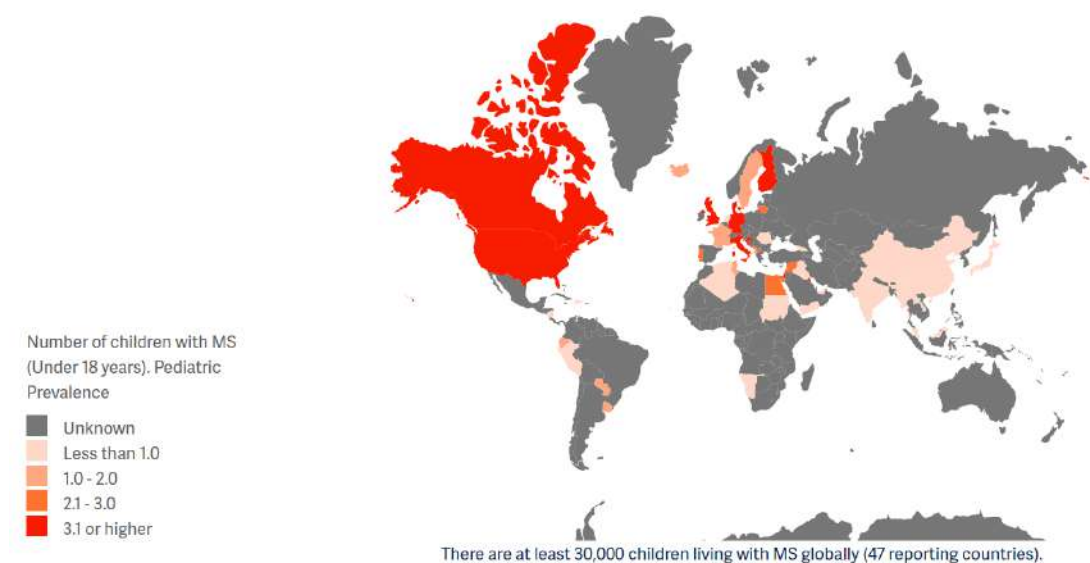 Number of children with MS
(Under 18 years). Pediatric
Prevalence
Unknown
Less than 1.0
1.0 - 2.0
2.1 - 3.0
3.1 or higher
There are at least 30,000 children living with MS globally (47 reporting countries).